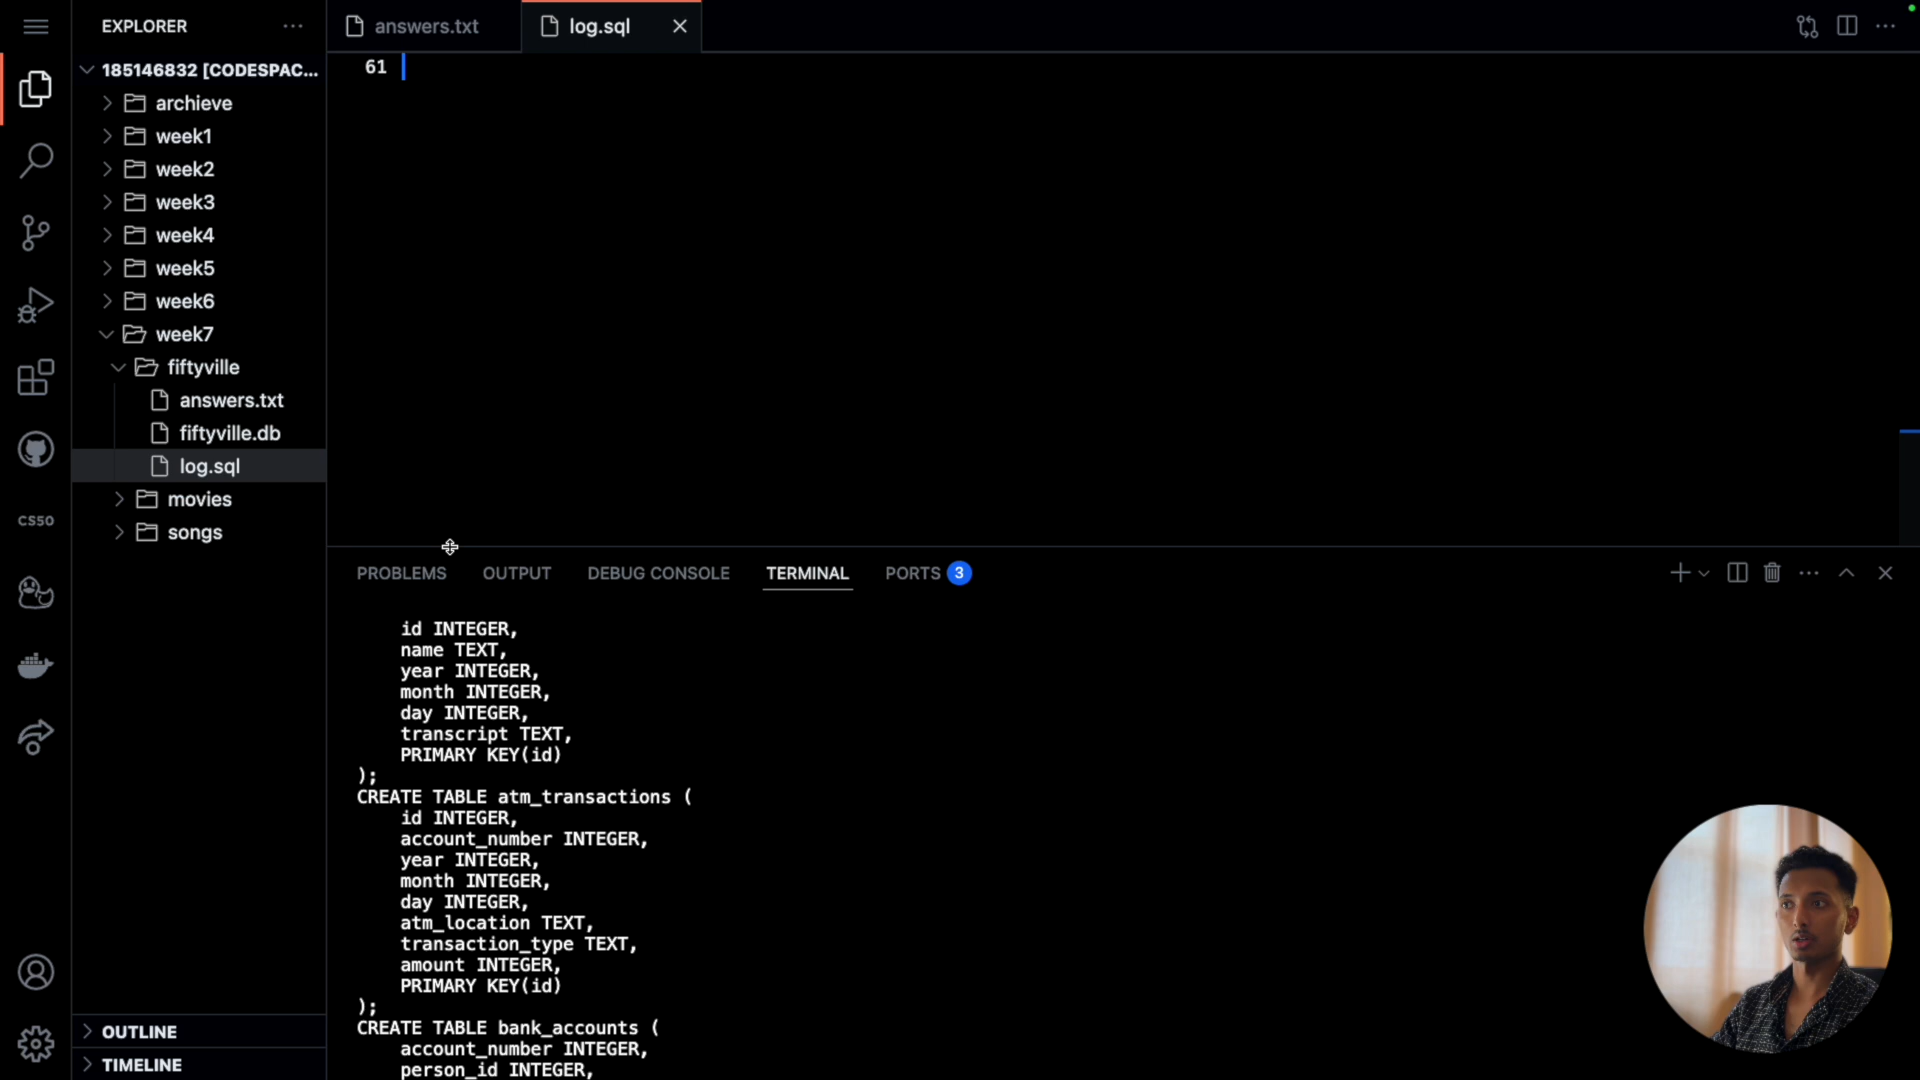 EXPLORER
185146832 [CODESPAC...
archieve
week1
week2
week3
week4
week5
week6
week7
fiftyville
answers.txt
fiftyville.db
log.sql
movies
songs
OUTLINE
TIMELINE
CS50
answers.txt
log.sql
61
PROBLEMS
OUTPUT
DEBUG CONSOLE
TERMINAL
PORTS 3
id INTEGER,
name TEXT,
year INTEGER,
month INTEGER,
day INTEGER,
transcript TEXT,
PRIMARY KEY(id)
);
CREATE TABLE atm_transactions (
id INTEGER,
account_number INTEGER,
year INTEGER,
month INTEGER,
day INTEGER,
atm_location TEXT,
transaction_type TEXT,
amount INTEGER,
PRIMARY KEY(id)
);
CREATE TABLE bank_accounts (
account_number INTEGER,
person_id INTEGER,